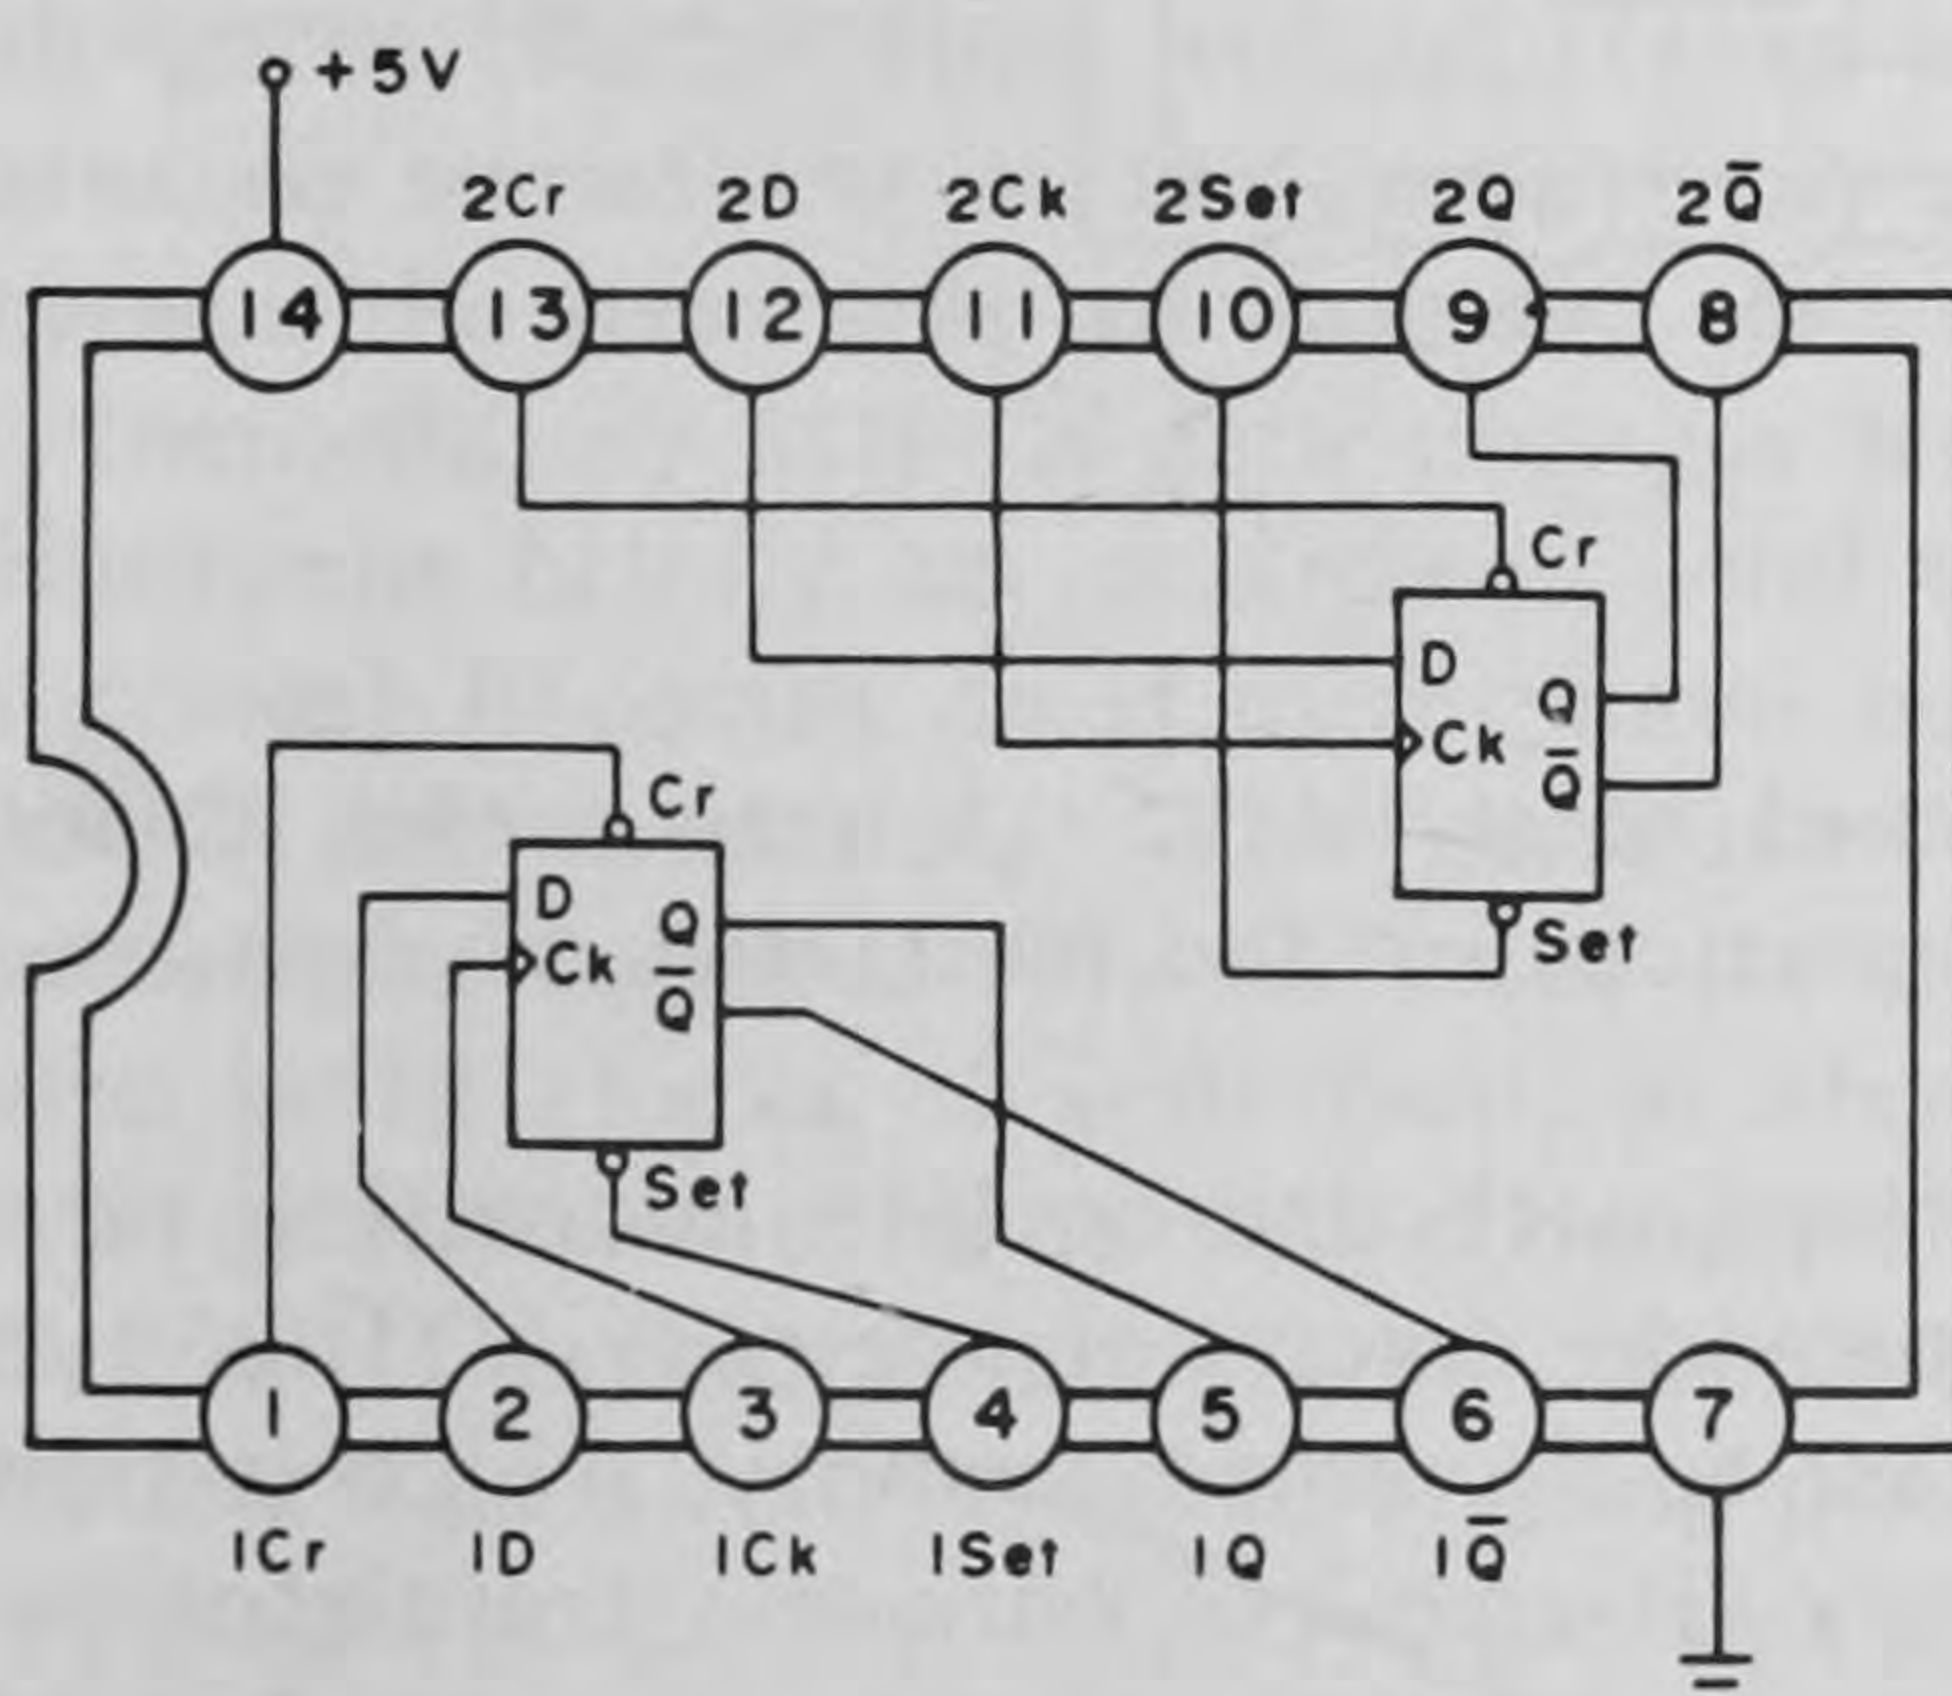 +5V
2Cr 2D 2Ck 2Set 2Q 2Q̅
14 13 12 11 10 9 8
Cr
D
Q
Ck
Q̅
Set
Cr
D
Q
Ck
Q̅
Set
1 2 3 4 5 6 7
1Cr 1D 1Ck 1Set 1Q 1Q̅